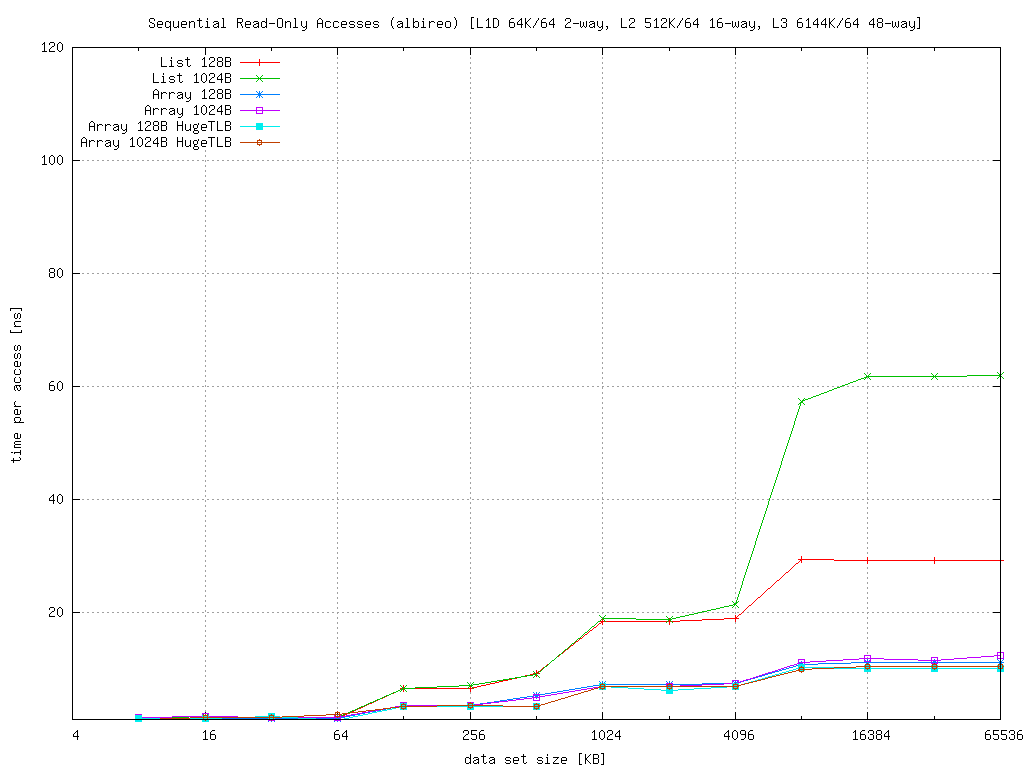 Sequential Read-Only Accesses (albireo) [L1D 64K/64 2-way, L2 512K/64 16-way, L3 6144K/64 48-way]
120
100
80
60
40
20
time per access [ns]
List 128B
List 1024B
Array 128B
Array 1024B
Array 128B HugeTLB
Array 1024B HugeTLB
4 16 64 256 1024 4096 16384 65536
data set size [KB]